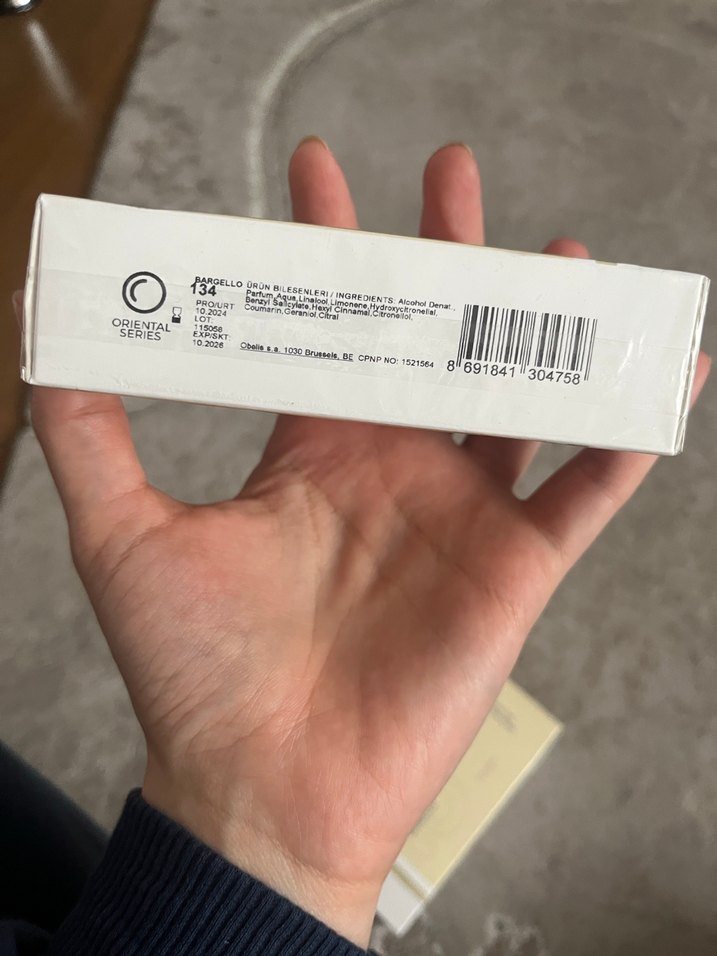 ORIENTAL
SERIES
BARGELLO
134
PRO/URT
10.2024
LOT:
115058
EXP/SKT:
10.2026
ÜRÜN BILESENLERI / INGREDIENTS: Alcohol Denat.,
Parfum,Aqua,Linalool,Limonene,Hydroxycitronellal,
Benzyl Salicylate,Hexyl Cinnamal,Citronellol,
Coumarin,Geraniol,Citral
Obelis s.a. 1030 Brussels, BE CPNP NO: 1521564
8 691841 304758